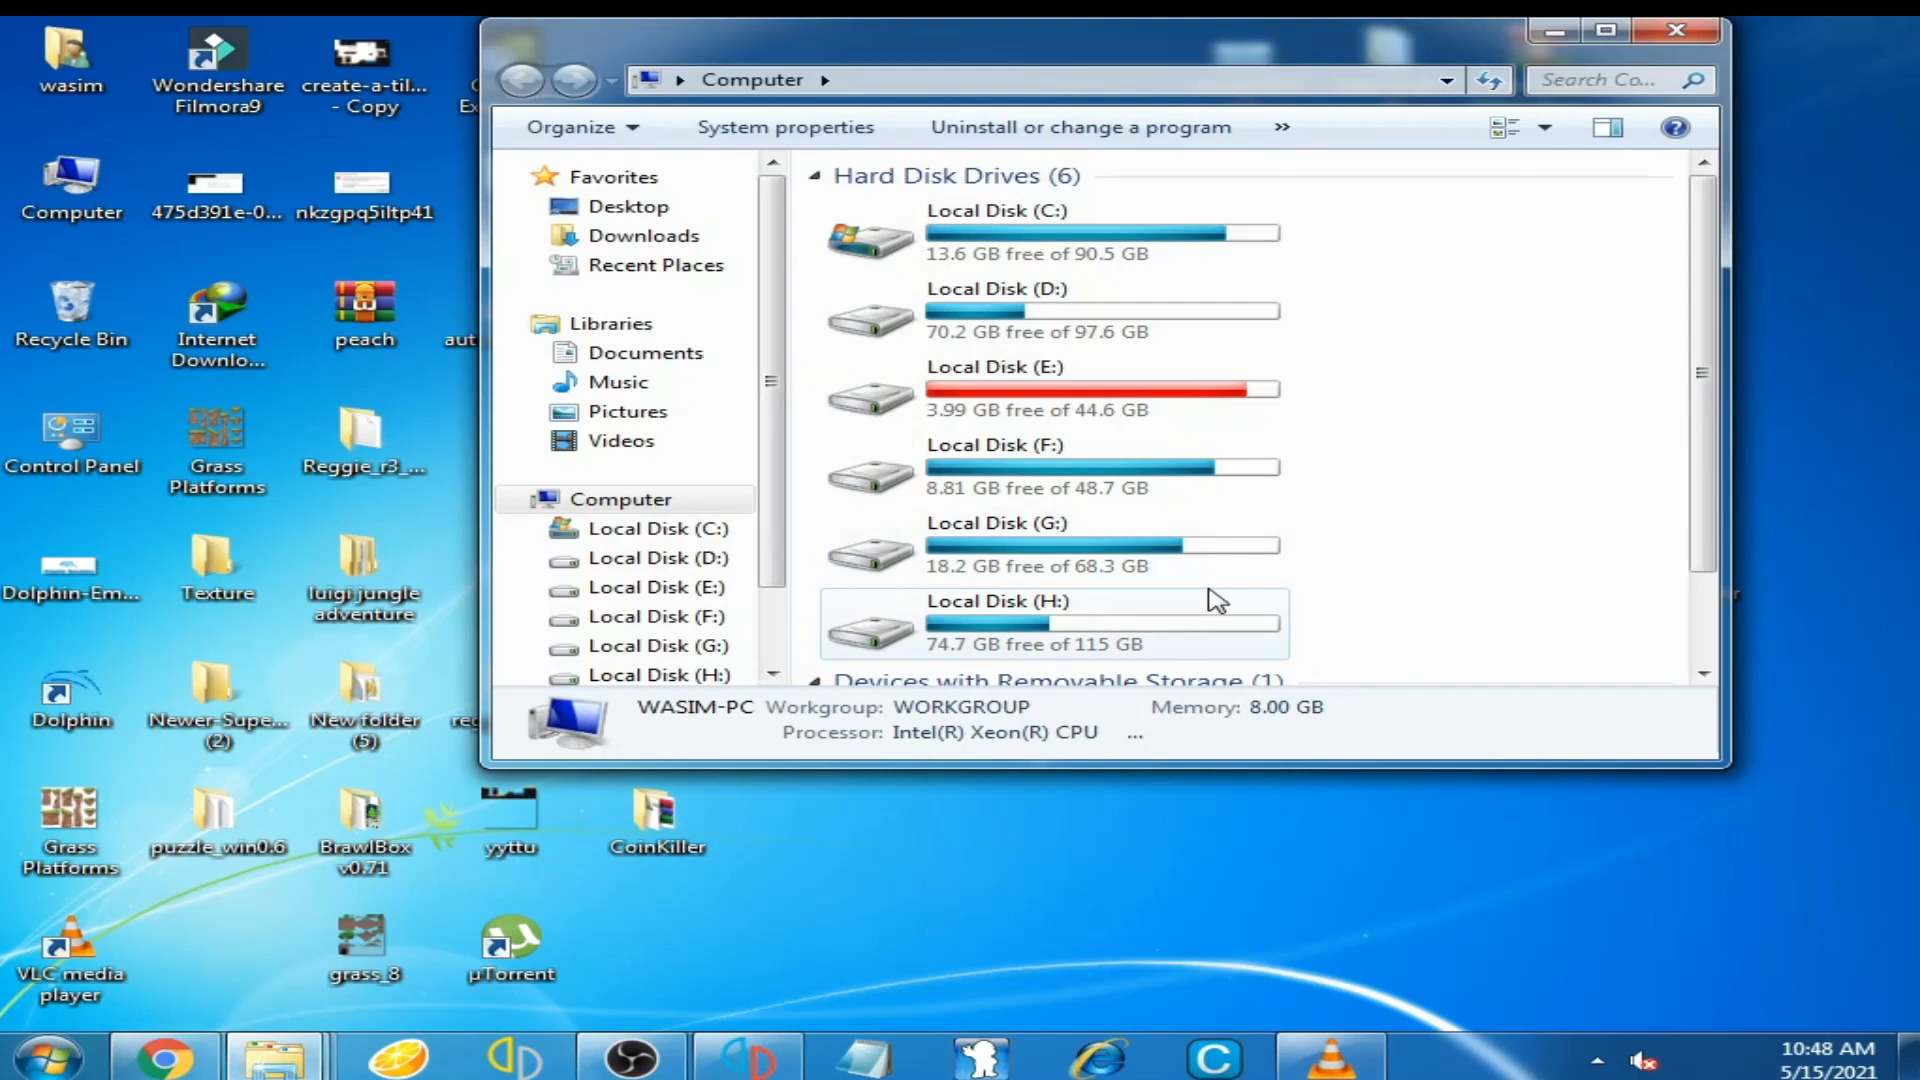 wasim
Wondershare
Filmora9
create-a-til...
- Copy
Computer
475d391e-0...
nkzgpq5iltp41
Recycle Bin
Internet
Downlo...
peach
aut
Control Panel
Grass
Platforms
Reggie_r3_...
Dolphin-Em...
Texture
luigi jungle
adventure
Dolphin
Newer-Supe...
(2)
New folder
(5)
reg
Grass
Platforms
puzzle_win0.6
BrawlBox
v0.71
yyttu
CoinKiller
VLC media
player
grass_8
µTorrent
Computer
Search Co...
Organize
System properties
Uninstall or change a program
»
Favorites
Desktop
Downloads
Recent Places
Libraries
Documents
Music
Pictures
Videos
Computer
Local Disk (C:)
Local Disk (D:)
Local Disk (E:)
Local Disk (F:)
Local Disk (G:)
Local Disk (H:)
Hard Disk Drives (6)
Local Disk (C:)
13.6 GB free of 90.5 GB
Local Disk (D:)
70.2 GB free of 97.6 GB
Local Disk (E:)
3.99 GB free of 44.6 GB
Local Disk (F:)
8.81 GB free of 48.7 GB
Local Disk (G:)
18.2 GB free of 68.3 GB
Local Disk (H:)
74.7 GB free of 115 GB
Devices with Removable Storage (1)
WASIM-PC Workgroup: WORKGROUP Memory: 8.00 GB
Processor: Intel(R) Xeon(R) CPU ...
10:48 AM
5/15/2021